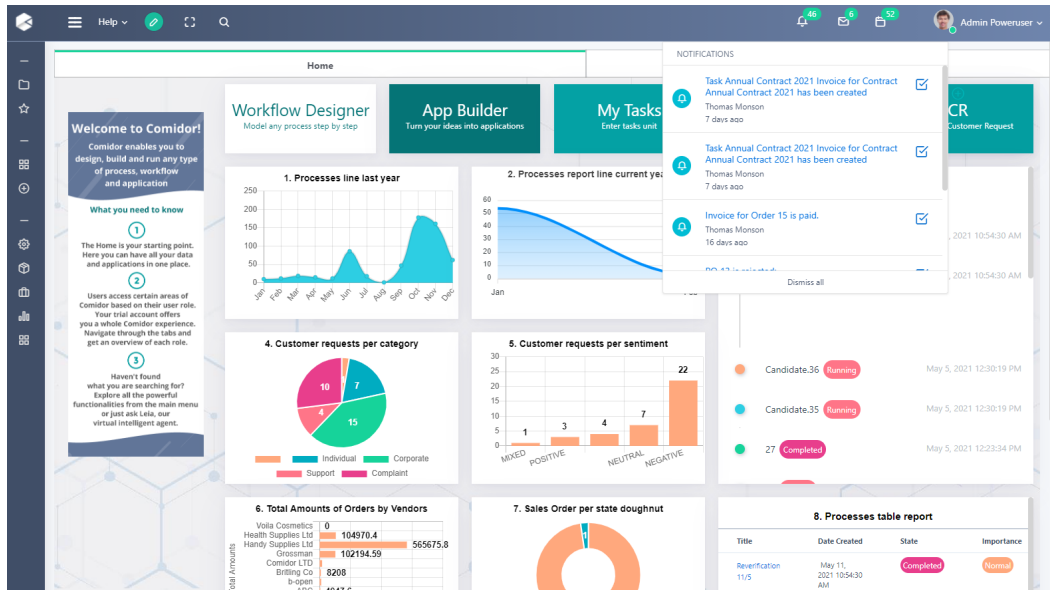 Help
46
6
52
Admin Poweruser
Home
NOTIFICATIONS
Task Annual Contract 2021 Invoice for Contract
Annual Contract 2021 has been created
Thomas Monson
7 days ago
Task Annual Contract 2021 Invoice for Contract
Annual Contract 2021 has been created
Thomas Monson
7 days ago
Invoice for Order 15 is paid.
Thomas Monson
16 days ago
Dismiss all
Welcome to Comidor!
Comidor enables you to
design, build and run any type
of process, workflow
and application
What you need to know
1
The Home is your starting point.
Here you can have all your data
and applications in one place.
2
Users access certain areas of
Comidor based on their user role.
Your trial account offers
you a whole Comidor experience.
Navigate through the tabs and
get an overview of each role.
3
Haven't found
what you are searching for?
Explore all the powerful
functionalities from the main menu
or just ask Leia, our
virtual intelligent agent.
Workflow Designer
Model any process step by step
App Builder
Turn your ideas into applications
My Tasks
Enter tasks unit
CR
Customer Request
1. Processes line last year
250
200
150
100
50
0
Jan Feb Mar Apr May Jun Jul Aug Sep Oct Nov Dec
2. Processes report line current yea
60
50
40
30
20
10
0
Jan
, 2021 10:54:30 AM
, 2021 10:54:30 AM
4. Customer requests per category
10
7
4
15
Individual Corporate
Support Complaint
5. Customer requests per sentiment
30
25
20
15
10
5
0
1
3
4
7
22
MIXED POSITIVE NEUTRAL NEGATIVE
Candidate.36 Running May 5, 2021 12:30:19 PM
Candidate.35 Running May 5, 2021 12:30:19 PM
27 Completed May 5, 2021 12:23:34 PM
6. Total Amounts of Orders by Vendors
Voila Cosmetics 0
Health Supplies Ltd 104970.4
Handy Supplies Ltd 565675.8
Grossman 102194.59
Comidor LTD
Britling Co 8208
b-open
7. Sales Order per state doughnut
1
8. Processes table report
Title Date Created State Importance
Reverification
11/5
May 11,
2021 10:54:30
AM
Completed
Normal